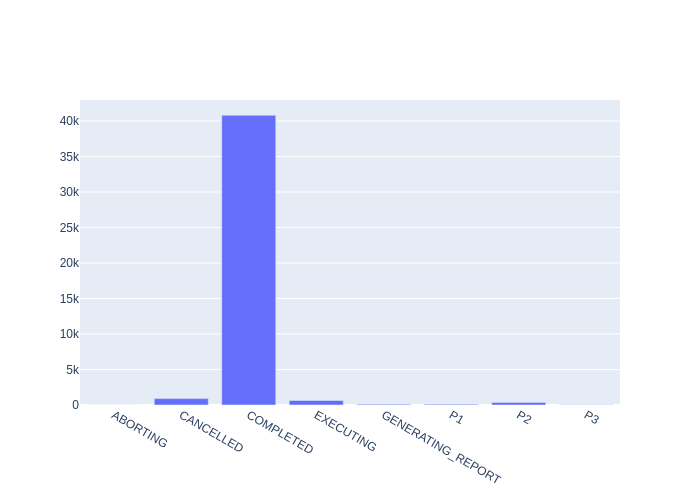 40k
35k
30k
25k
20k
15k
10k
5k
0
ABORTING
CANCELLED
COMPLETED
EXECUTING
GENERATING_REPORT
P1
P2
P3